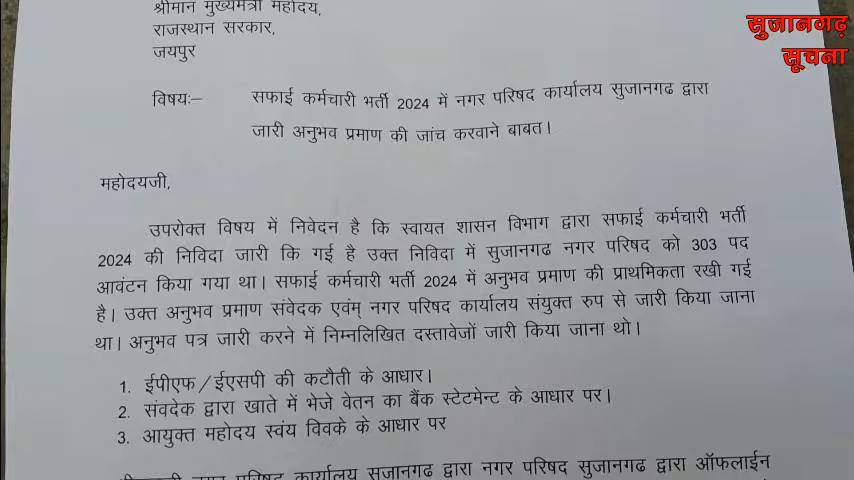 श्रीमान मुख्यमंत्री महोदय,
राजस्थान सरकार,
जयपुर
सुजानगढ़
सूचना
विषयः– सफाई कर्मचारी भर्ती 2024 में नगर परिषद कार्यालय सुजानगढ द्वारा
जारी अनुभव प्रमाण की जांच करवाने बाबत।
महोदयजी,
उपरोक्त विषय में निवेदन है कि स्वायत शासन विभाग द्वारा सफाई कर्मचारी भर्ती
2024 की निविदा जारी कि गई है उक्त निविदा में सुजानगढ नगर परिषद को 303 पद
आवंटन किया गया था। सफाई कर्मचारी भर्ती 2024 में अनुभव प्रमाण की प्राथमिकता रखी गई
है। उक्त अनुभव प्रमाण संवेदक एवंम् नगर परिषद कार्यालय संयुक्त रुप से जारी किया जाना
था। अनुभव पत्र जारी करने में निम्नलिखित दस्तावेजों जारी किया जाना थो।
1. ईपीएफ/ईएसपी की कटौती के आधार।
2. संवदेक द्वारा खाते में भेजे वेतन का बैंक स्टेटमेन्ट के आधार पर।
3. आयुक्त महोदय स्वंय विवके के आधार पर
नगर परिषद कार्यालय सुजानगढ द्वारा नगर परिषद सुजानगढ द्वारा ऑफलाईन